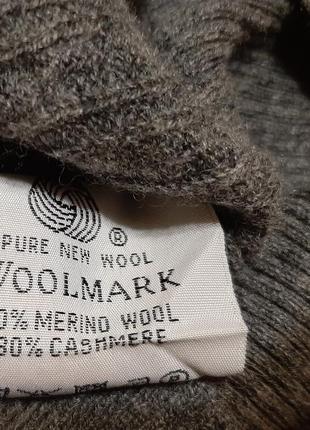 ®
PURE NEW WOOL
WOOLMARK
0% MERINO WOOL
30% CASHMERE